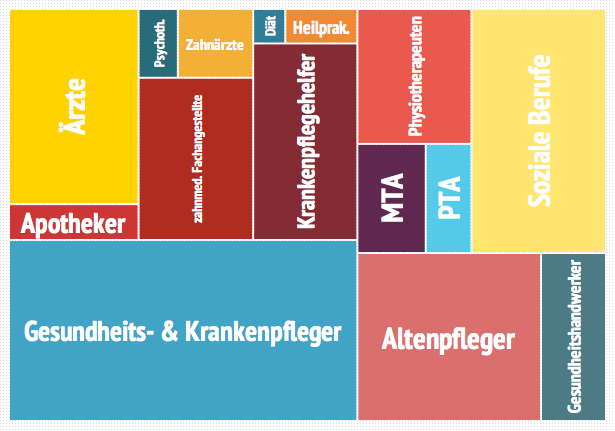 Ärzte
Psychoth.
Zahnärzte
Diät
Heilprak.
Physiotherapeuten
Soziale Berufe
zahnmed. Fachangestellte
Krankenpflegehelfer
MTA
PTA
Apotheker
Gesundheits- & Krankenpfleger
Altenpfleger
Gesundheitshandwerker